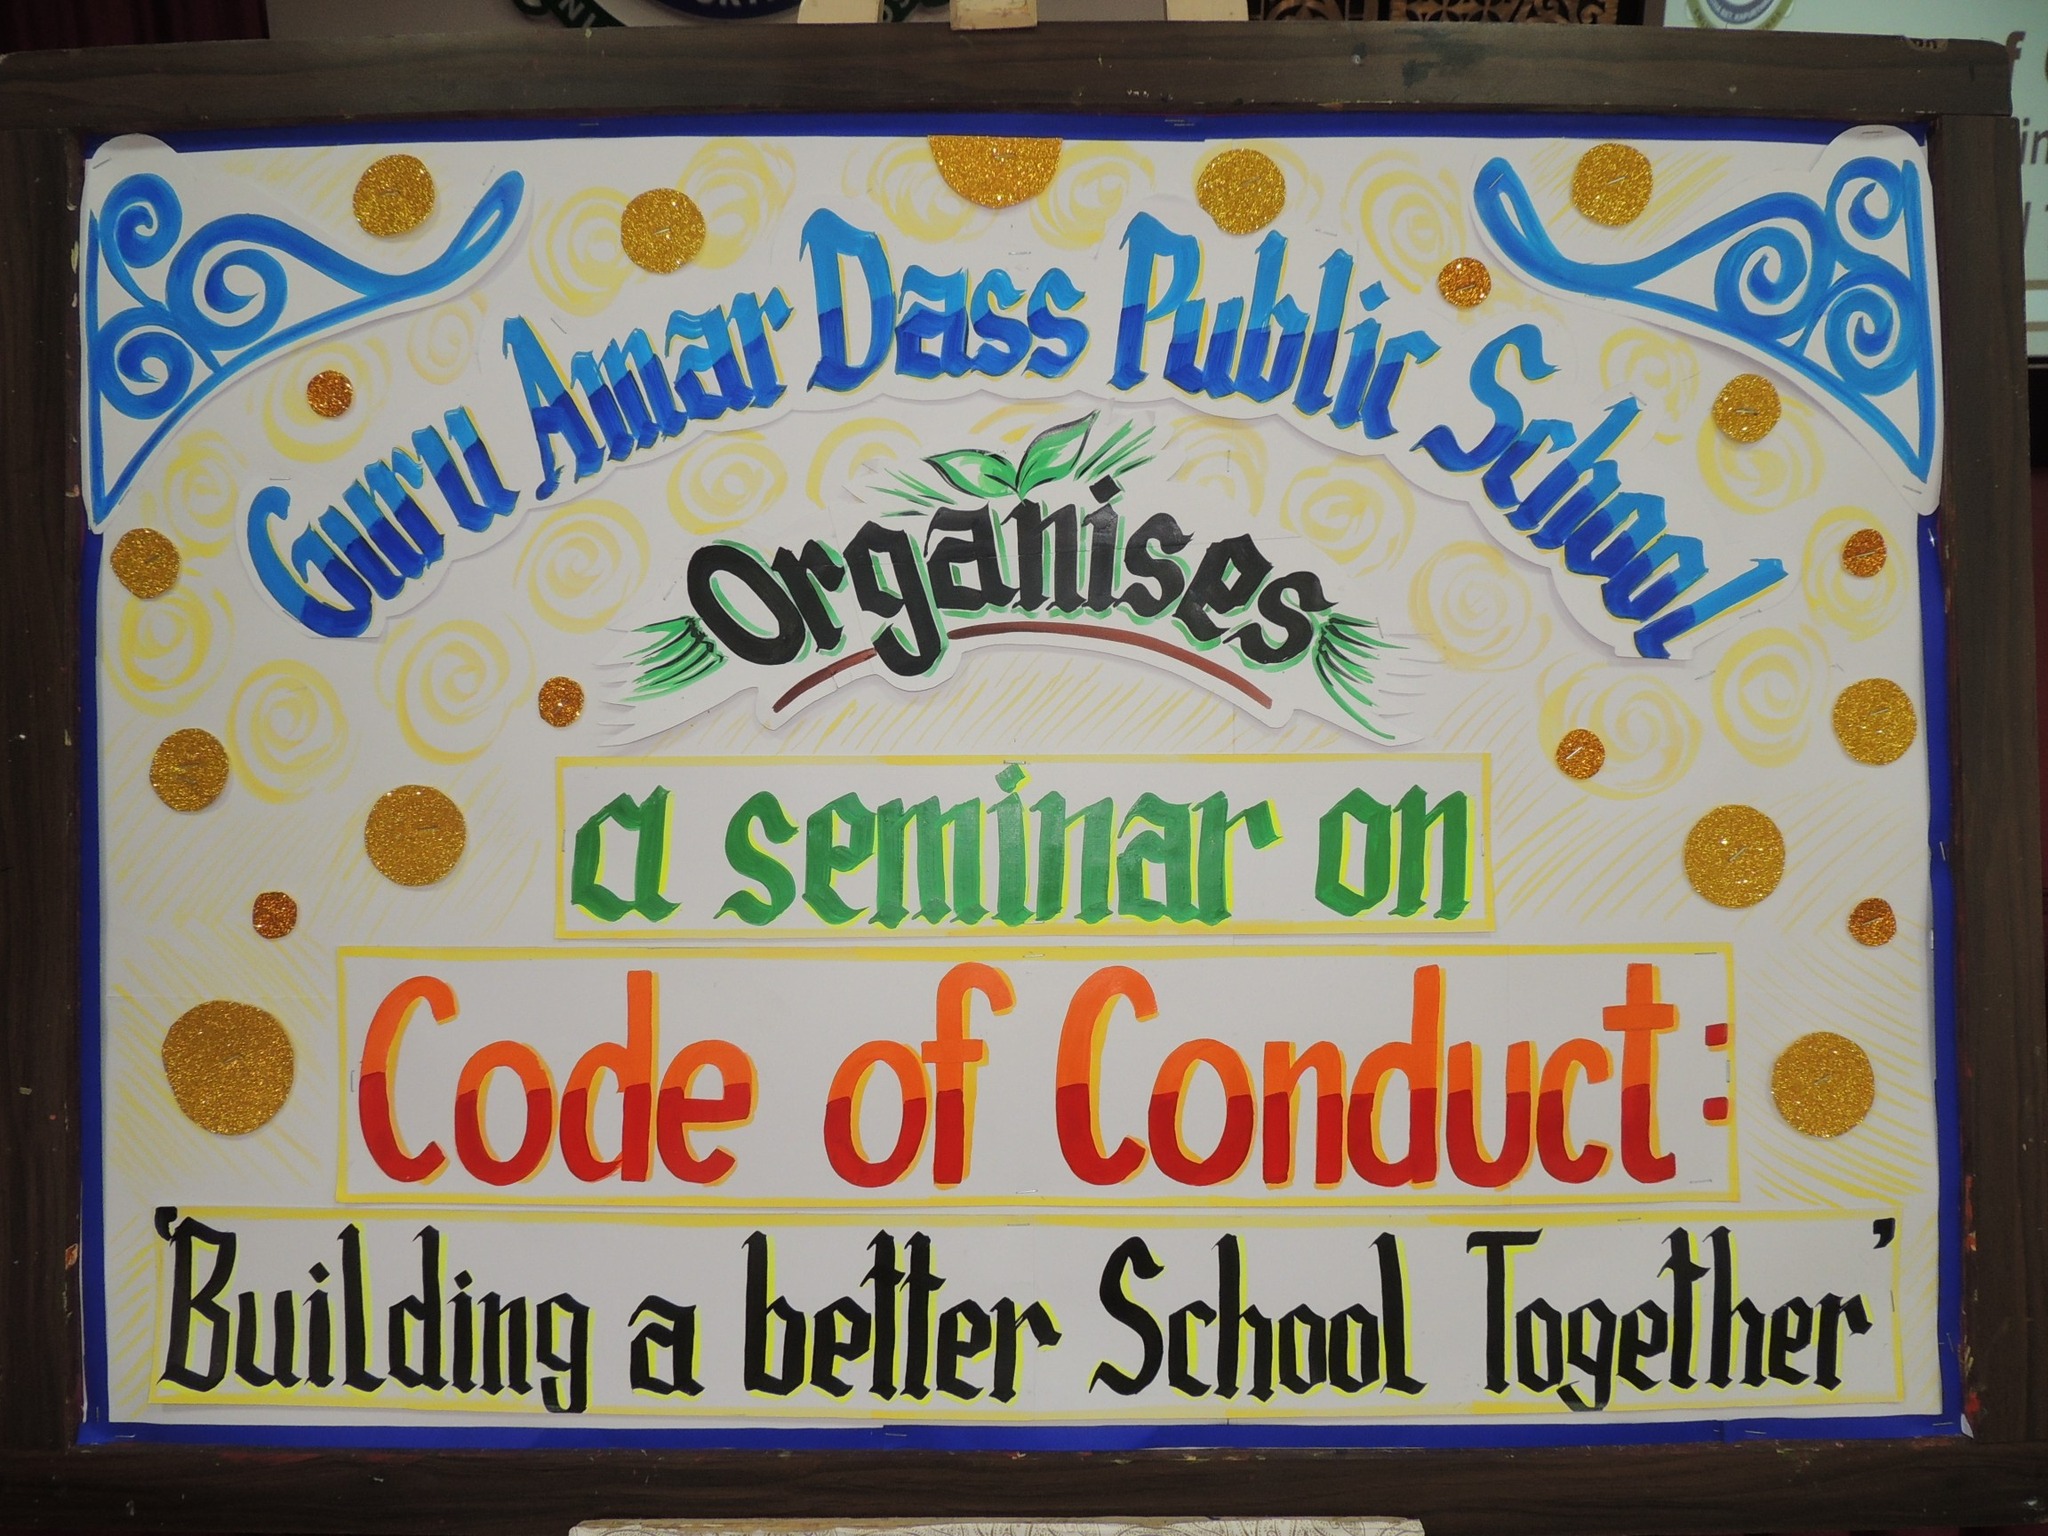 Guru Amar Dass Public School
organises
a seminar on
Code of Conduct:
'Building a better School Together'